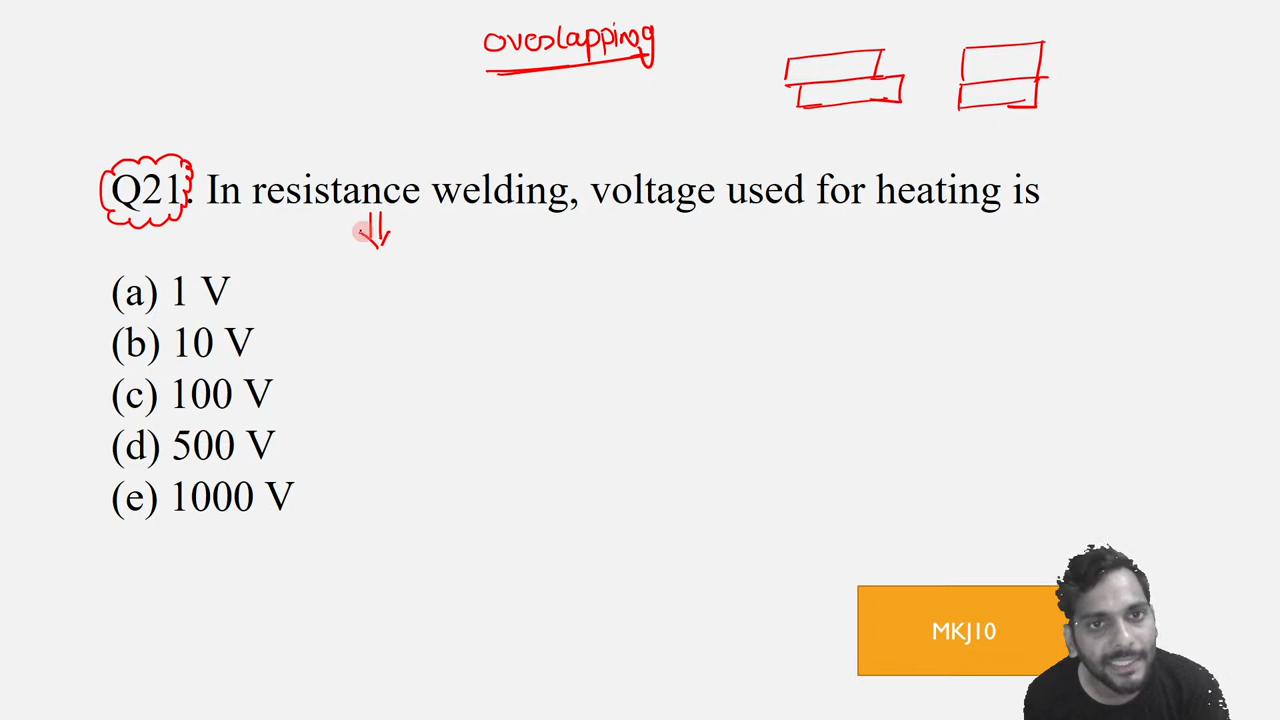 overlapping
Q21. In resistance welding, voltage used for heating is
(a) 1 V
(b) 10 V
(c) 100 V
(d) 500 V
(e) 1000 V
MKJ10